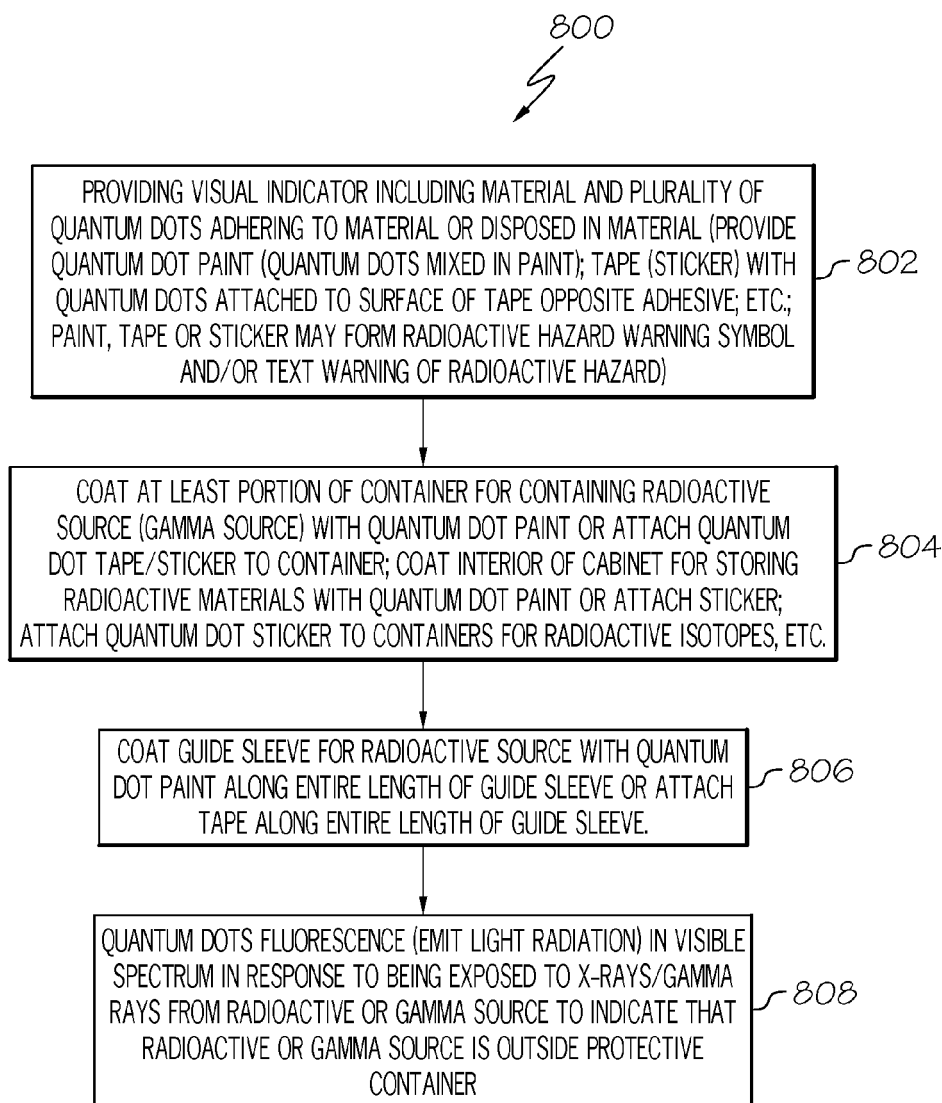 800
PROVIDING VISUAL INDICATOR INCLUDING MATERIAL AND PLURALITY OF
QUANTUM DOTS ADHERING TO MATERIAL OR DISPOSED IN MATERIAL (PROVIDE
QUANTUM DOT PAINT (QUANTUM DOTS MIXED IN PAINT); TAPE (STICKER) WITH
QUANTUM DOTS ATTACHED TO SURFACE OF TAPE OPPOSITE ADHESIVE; ETC.;
PAINT, TAPE OR STICKER MAY FORM RADIOACTIVE HAZARD WARNING SYMBOL
AND/OR TEXT WARNING OF RADIOACTIVE HAZARD)
802
COAT AT LEAST PORTION OF CONTAINER FOR CONTAINING RADIOACTIVE
SOURCE (GAMMA SOURCE) WITH QUANTUM DOT PAINT OR ATTACH QUANTUM
DOT TAPE/STICKER TO CONTAINER; COAT INTERIOR OF CABINET FOR STORING
RADIOACTIVE MATERIALS WITH QUANTUM DOT PAINT OR ATTACH STICKER;
ATTACH QUANTUM DOT STICKER TO CONTAINERS FOR RADIOACTIVE ISOTOPES, ETC.
804
COAT GUIDE SLEEVE FOR RADIOACTIVE SOURCE WITH QUANTUM
DOT PAINT ALONG ENTIRE LENGTH OF GUIDE SLEEVE OR ATTACH
TAPE ALONG ENTIRE LENGTH OF GUIDE SLEEVE.
806
QUANTUM DOTS FLUORESCENCE (EMIT LIGHT RADIATION) IN VISIBLE
SPECTRUM IN RESPONSE TO BEING EXPOSED TO X-RAYS/GAMMA
RAYS FROM RADIOACTIVE OR GAMMA SOURCE TO INDICATE THAT
RADIOACTIVE OR GAMMA SOURCE IS OUTSIDE PROTECTIVE
CONTAINER
808